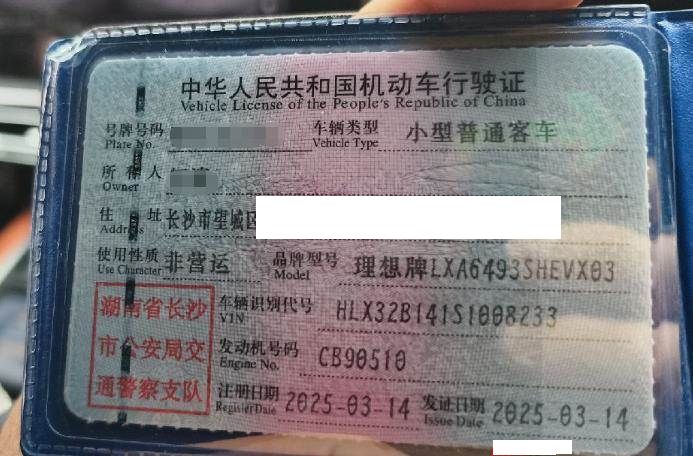 中华人民共和国机动车行驶证
Vehicle License of the People's Republic of China
号牌号码 车辆类型 小型普通客车
Plate No. Vehicle Type
所有人
Owner
住址 长沙市望城区
Address
使用性质 非营运 品牌型号 理想牌LXA6493SHEVX03
Use Character Model
湖南省长沙 车辆识别代号 HLX32B141S1008233
VIN
市公安局交 发动机号码 CB90510
Engine No.
通警察支队 注册日期 2025-03-14 发证日期 2025-03-14
Register Date Issue Date